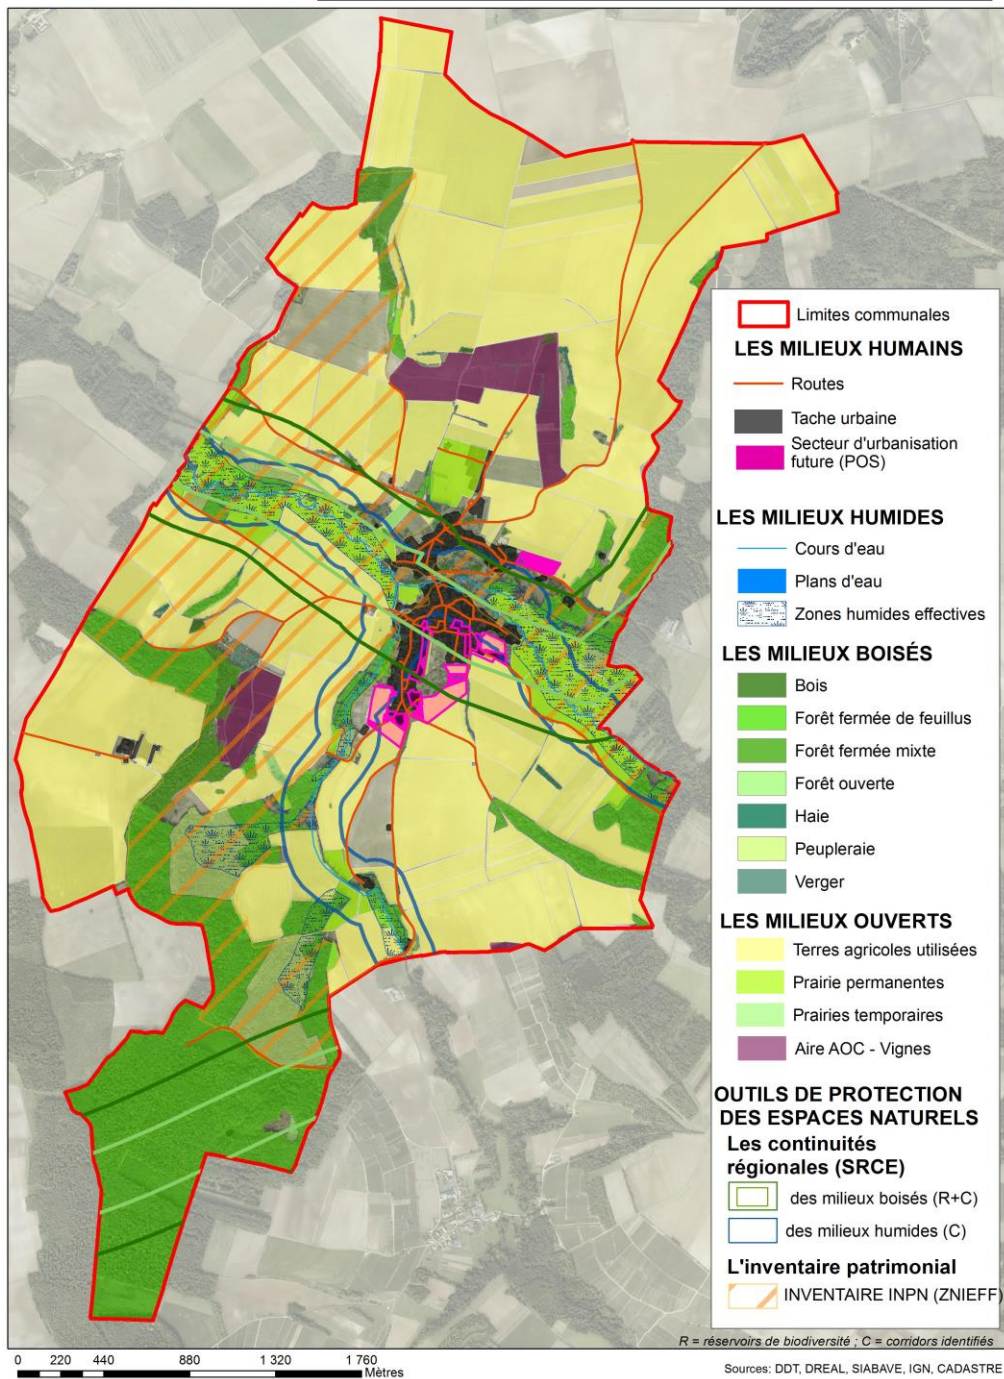 Limites communales
LES MILIEUX HUMAINS
Routes
Tache urbaine
Secteur d'urbanisation
future (POS)
LES MILIEUX HUMIDES
Cours d'eau
Plans d'eau
Zones humides effectives
LES MILIEUX BOISÉS
Bois
Forêt fermée de feuillus
Forêt fermée mixte
Forêt ouverte
Haie
Peupleraie
Verger
LES MILIEUX OUVERTS
Terres agricoles utilisées
Prairie permanentes
Prairies temporaires
Aire AOC - Vignes
OUTILS DE PROTECTION
DES ESPACES NATURELS
Les continuités
régionales (SRCE)
des milieux boisés (R+C)
des milieux humides (C)
L'inventaire patrimonial
INVENTAIRE INPN (ZNIEFF)
R = réservoirs de biodiversité ; C = corridors identifiés
0 220 440 880 1 320 1 760
Mètres
Sources: DDT, DREAL, SIABAVE, IGN, CADASTRE